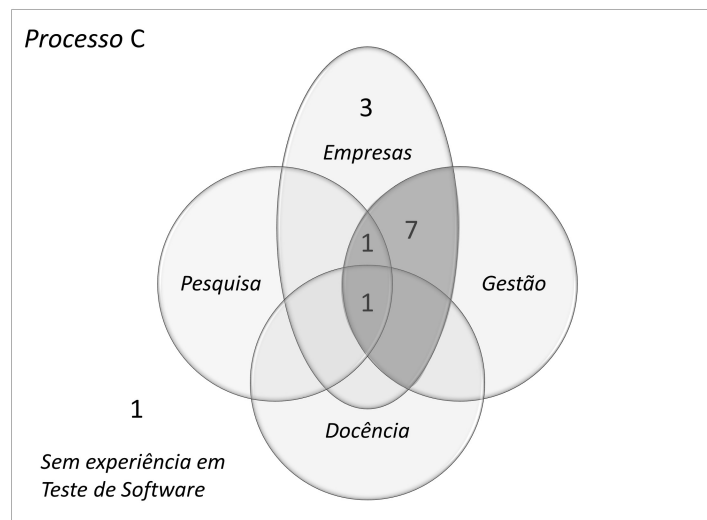 Processo C
3
Empresas
7
1
Pesquisa
Gestão
1
1
Docência
Sem experiência em
Teste de Software